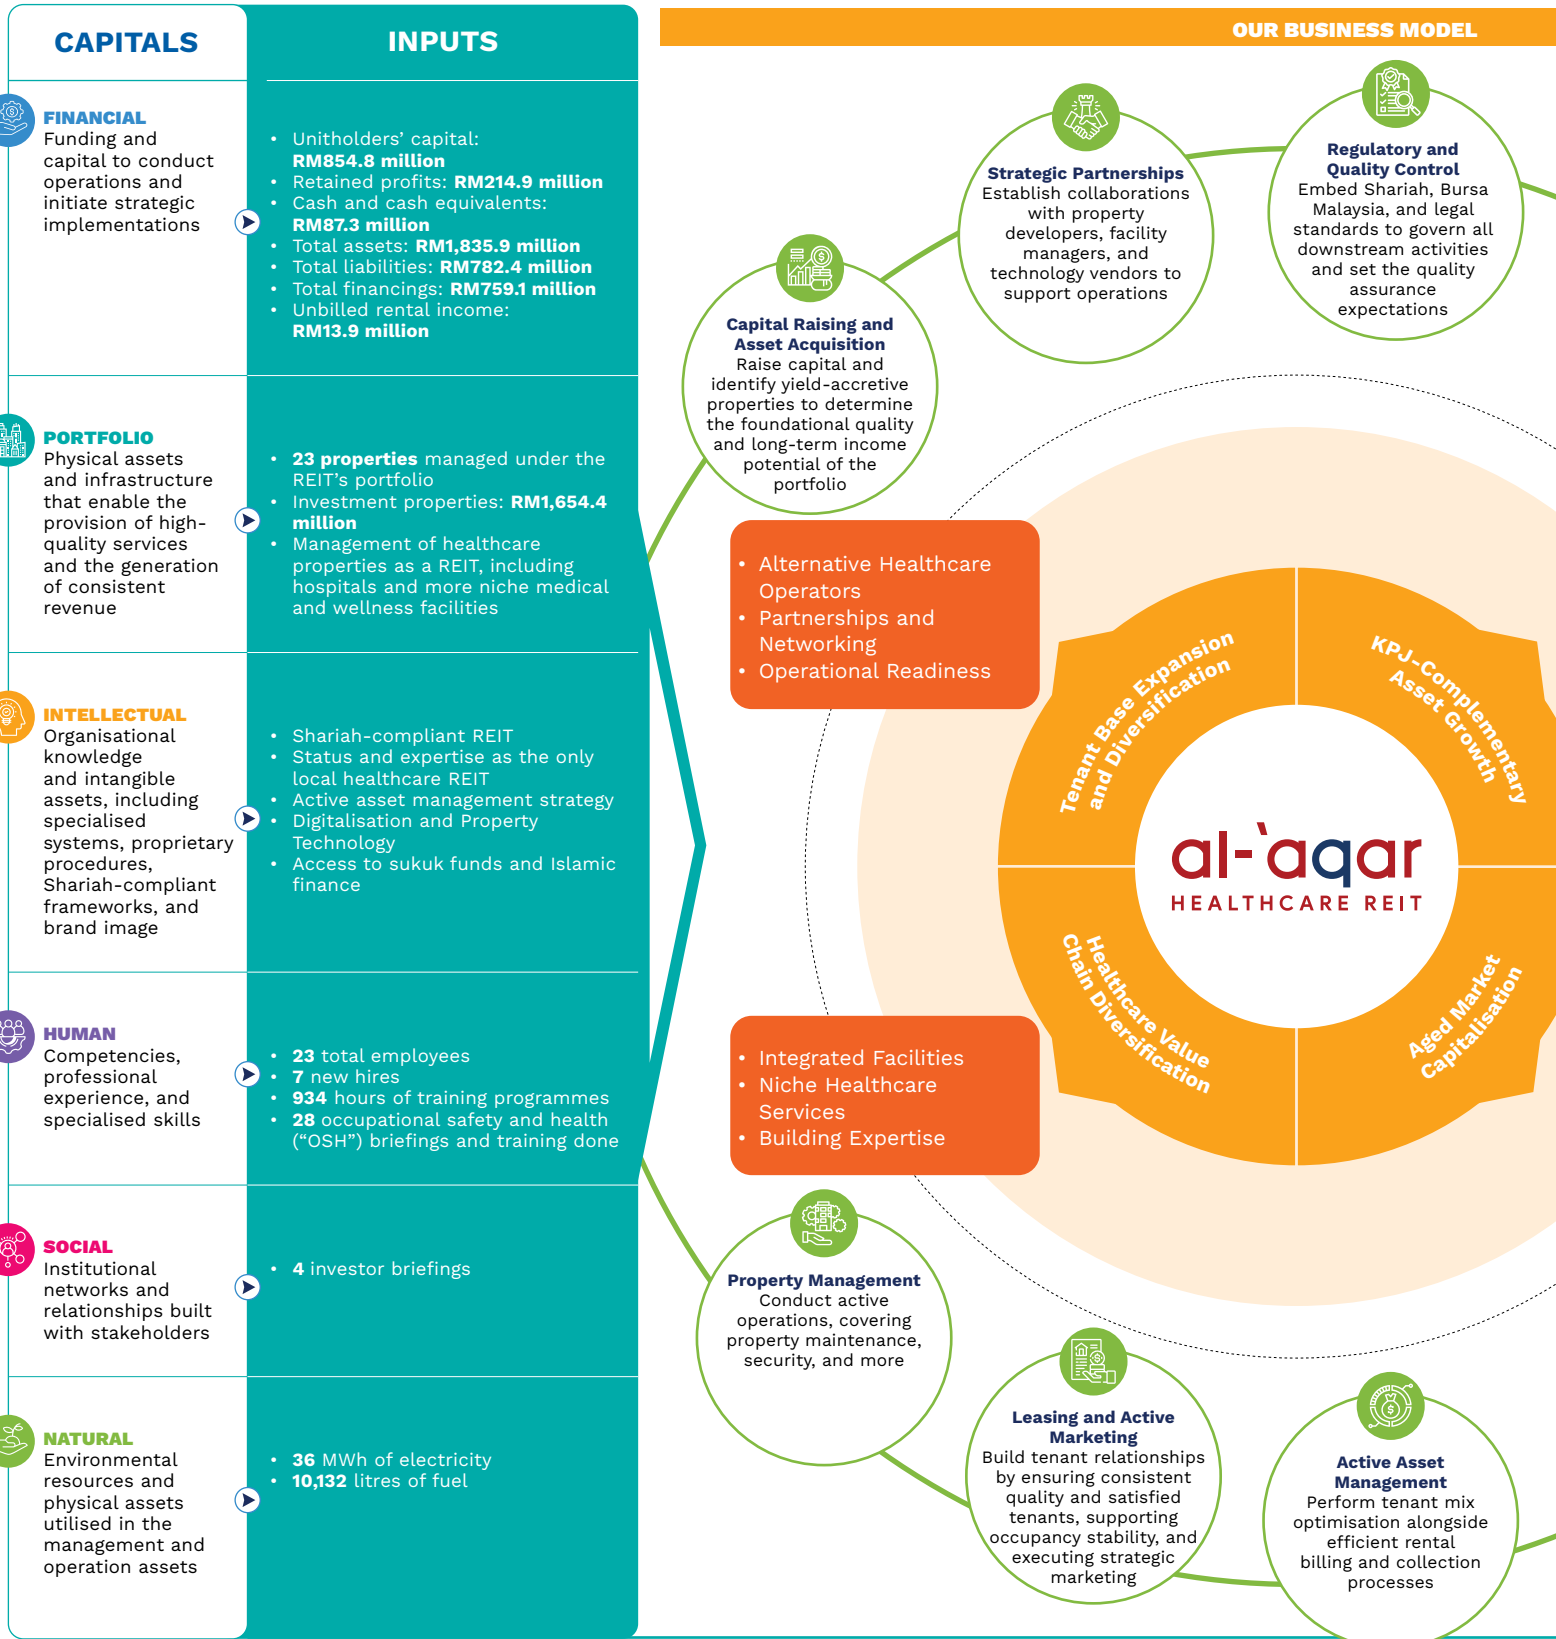 CAPITALS
INPUTS
OUR BUSINESS MODEL
FINANCIAL
Funding and
capital to conduct
operations and
initiate strategic
implementations
• Unitholders’ capital:
RM854.8 million
• Retained profits: RM214.9 million
• Cash and cash equivalents:
RM87.3 million
• Total assets: RM1,835.9 million
• Total liabilities: RM782.4 million
• Total financings: RM759.1 million
• Unbilled rental income:
RM13.9 million
PORTFOLIO
Physical assets
and infrastructure
that enable the
provision of high-
quality services
and the generation
of consistent
revenue
• 23 properties managed under the
REIT’s portfolio
• Investment properties: RM1,654.4
million
• Management of healthcare
properties as a REIT, including
hospitals and more niche medical
and wellness facilities
INTELLECTUAL
Organisational
knowledge
and intangible
assets, including
specialised
systems, proprietary
procedures,
Shariah-compliant
frameworks, and
brand image
• Shariah-compliant REIT
• Status and expertise as the only
local healthcare REIT
• Active asset management strategy
• Digitalisation and Property
Technology
• Access to sukuk funds and Islamic
finance
HUMAN
Competencies,
professional
experience, and
specialised skills
• 23 total employees
• 7 new hires
• 934 hours of training programmes
• 28 occupational safety and health
(“OSH”) briefings and training done
SOCIAL
Institutional
networks and
relationships built
with stakeholders
• 4 investor briefings
NATURAL
Environmental
resources and
physical assets
utilised in the
management and
operation assets
• 36 MWh of electricity
• 10,132 litres of fuel
Capital Raising and
Asset Acquisition
Raise capital and
identify yield-accretive
properties to determine
the foundational quality
and long-term income
potential of the
portfolio
Strategic Partnerships
Establish collaborations
with property
developers, facility
managers, and
technology vendors to
support operations
Regulatory and
Quality Control
Embed Shariah, Bursa
Malaysia, and legal
standards to govern all
downstream activities
and set the quality
assurance
expectations
• Alternative Healthcare
Operators
• Partnerships and
Networking
• Operational Readiness
Tenant Base Expansion
and Diversification
KPJ-Complementary
Asset Growth
al-`aqar
HEALTHCARE REIT
Healthcare Value
Chain Diversification
Aged Market
Capitalisation
• Integrated Facilities
• Niche Healthcare
Services
• Building Expertise
Property Management
Conduct active
operations, covering
property maintenance,
security, and more
Leasing and Active
Marketing
Build tenant relationships
by ensuring consistent
quality and satisfied
tenants, supporting
occupancy stability, and
executing strategic
marketing
Active Asset
Management
Perform tenant mix
optimisation alongside
efficient rental
billing and collection
processes